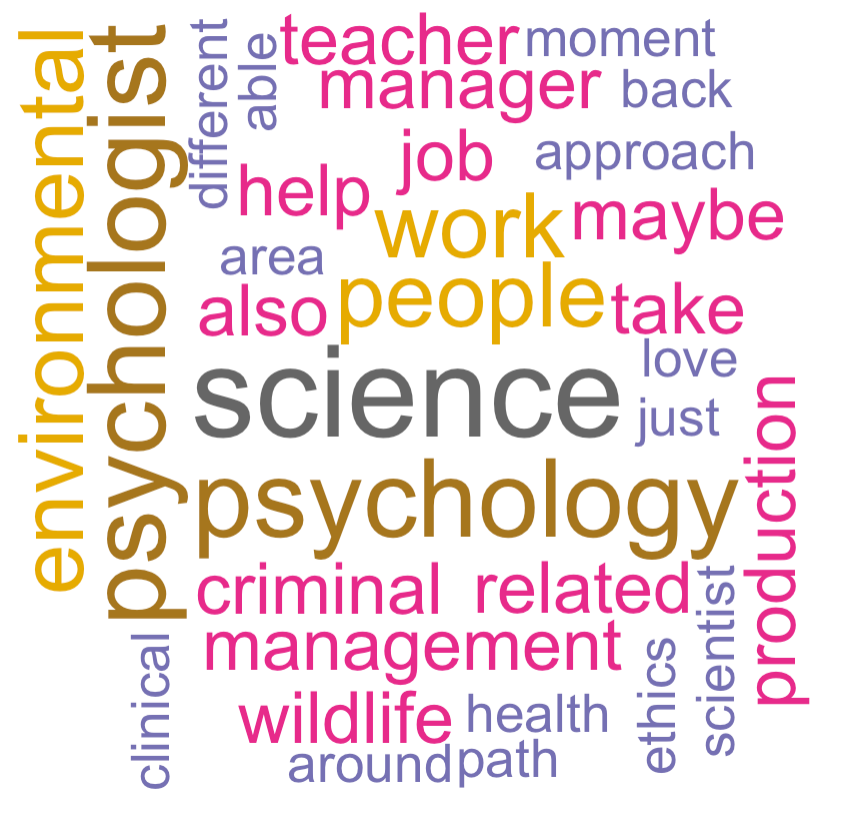 environmental
psychologist
different
able
teacher
moment
manager
back
job
approach
help
work
maybe
area
also
people
take
love
science
just
psychology
production
criminal
related
management
scientist
clinical
wildlife
health
ethics
around
path